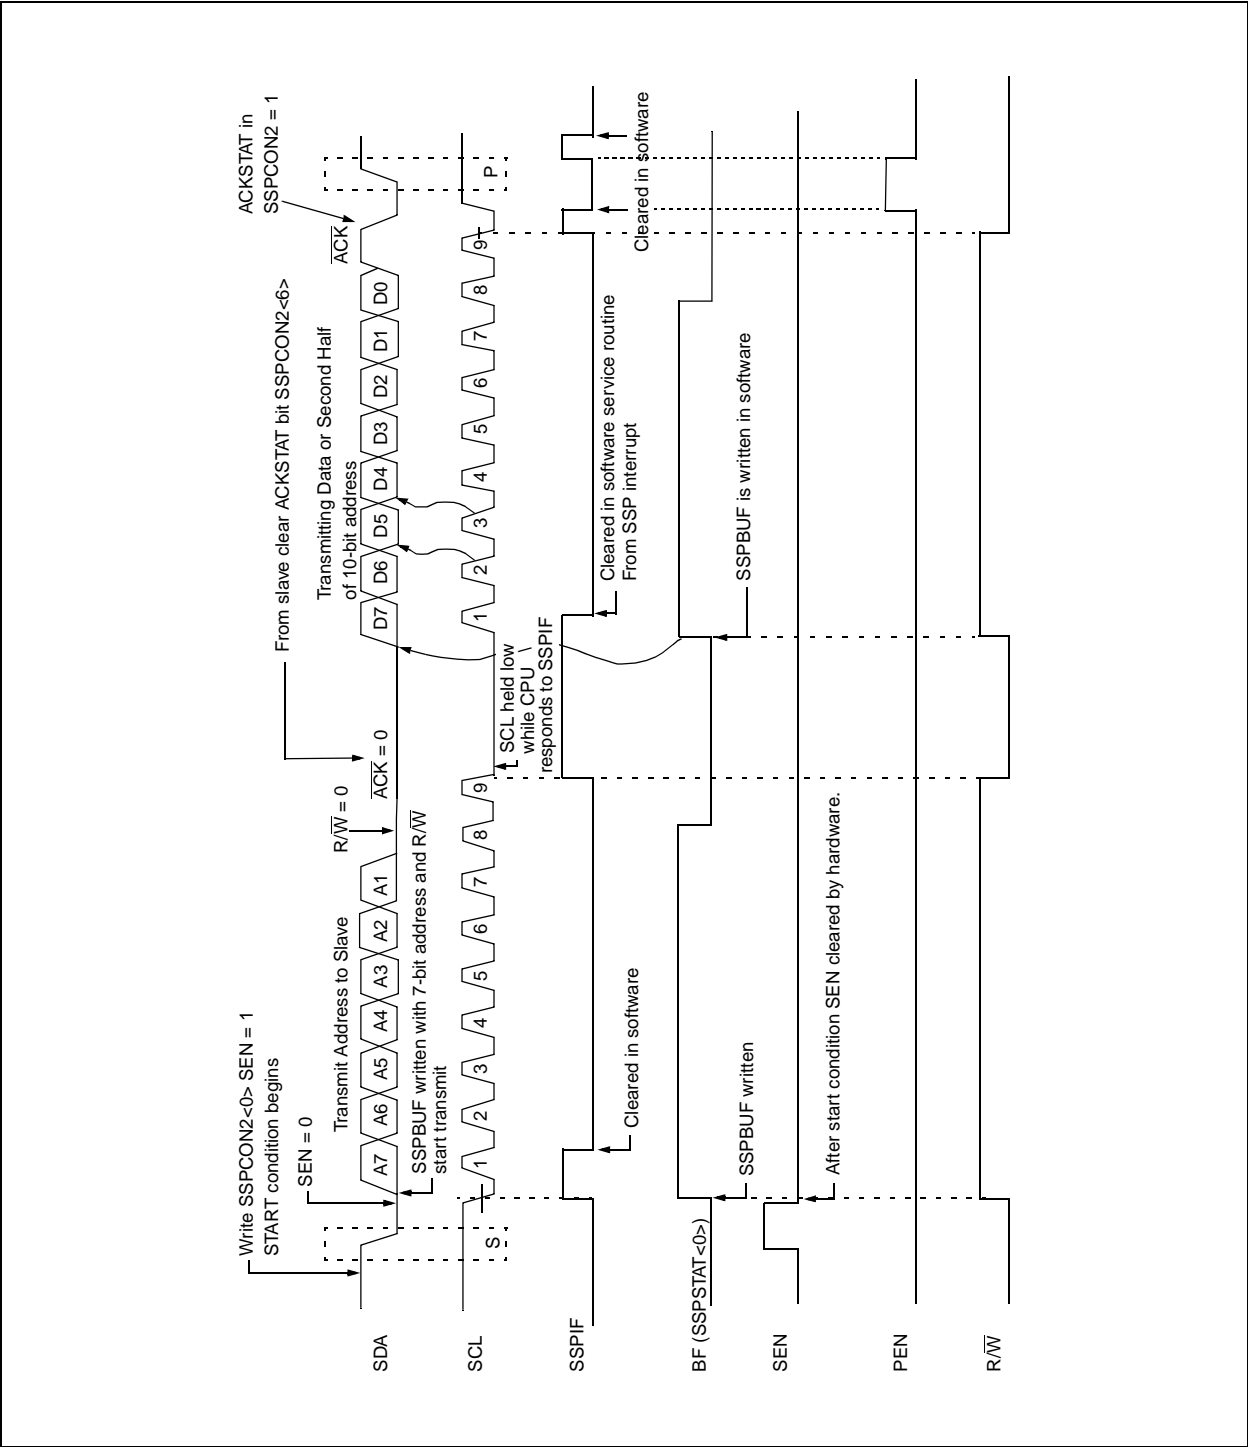 Write SSPCON2<0> SEN = 1
START condition begins
From slave clear ACKSTAT bit SSPCON2<6>
ACKSTAT in
SSPCON2 = 1
SEN = 0
Transmit Address to Slave
R/W = 0
ACK = 0
Transmitting Data or Second Half
of 10-bit address
ACK
SDA
A7 A6 A5 A4 A3 A2 A1
D7 D6 D5 D4 D3 D2 D1 D0
SSPBUF written with 7-bit address and R/W
start transmit
SCL
S
1 2 3 4 5 6 7 8 9
1 2 3 4 5 6 7 8 9
P
SCL held low
while CPU
responds to SSPIF
SSPIF
Cleared in software
Cleared in software service routine
From SSP interrupt
Cleared in software
BF (SSPSTAT<0>)
SSPBUF written
SSPBUF is written in software
SEN
After start condition SEN cleared by hardware.
PEN
R/W